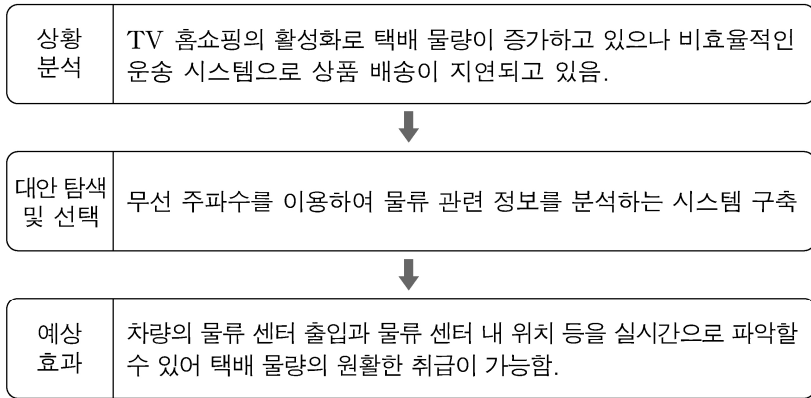 상황
분석
TV 홈쇼핑의 활성화로 택배 물량이 증가하고 있으나 비효율적인
운송 시스템으로 상품 배송이 지연되고 있음.
대안 탐색
및 선택
무선 주파수를 이용하여 물류 관련 정보를 분석하는 시스템 구축
예상
효과
차량의 물류 센터 출입과 물류 센터 내 위치 등을 실시간으로 파악할
수 있어 택배 물량의 원활한 취급이 가능함.